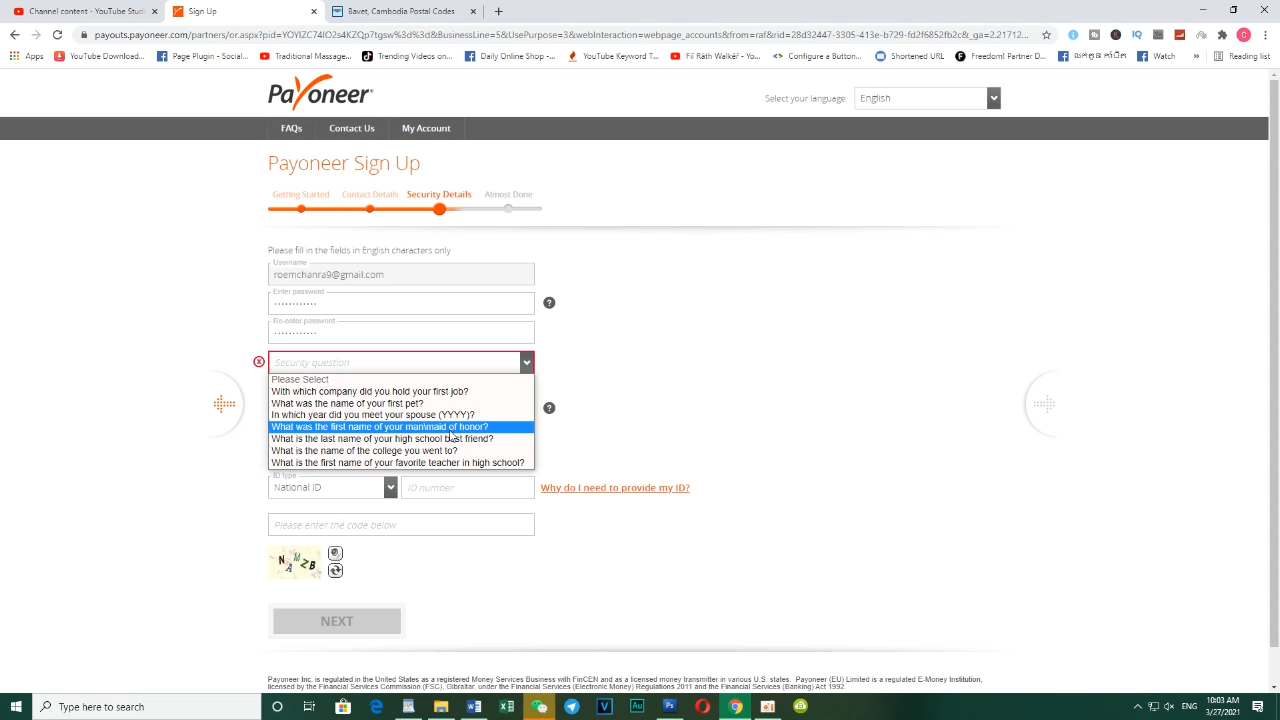 Channel content - YouTube Studi
Sign Up
Bavet, Cambodia Postal Codes
payouts.payoneer.com/partners/or.aspx?pid=YOYIZC74IO2s4KZQp7tgsw%3d%3d&BusinessLine=5&UsePurpose=3&webInteraction=webpage_accounts&from=raf&rid=28d32447-3305-413e-b729-fd2f6852fb2c&_ga=2.21712...
Apps
YouTube Download...
Page Plugin - Social...
Traditional Massage...
Trending Videos on...
Daily Online Shop -...
YouTube Keyword T...
Configure a Button...
Shortened URL
Freedom! Partner D...
Watch
»
Reading list
Payoneer
Select your language:
English
FAQs
Contact Us
My Account
Payoneer Sign Up
Getting Started
Contact Details
Security Details
Almost Done
Please fill in the fields in English characters only
Username
roemchanra9@gmail.com
Enter password
Re-enter password
Security question
Please Select
With which company did you hold your first job?
What was the name of your first pet?
In which year did you meet your spouse (YYYY)?
What was the first name of your man\maid of honor?
What is the last name of your high school best friend?
What is the name of the college you went to?
What is the first name of your favorite teacher in high school?
ID type
National ID
ID number
Why do I need to provide my ID?
Please enter the code below
NAMZB
NEXT
Payoneer Inc. is regulated in the United States as a registered Money Services Business with FinCEN and as a licensed money transmitter in various U.S. states. Payoneer (EU) Limited is a regulated E-Money Institution,
licensed by the Financial Services Commission (FSC), Gibraltar, under the Financial Services (Electronic Money) Regulations 2011 and the Financial Services (Banking) Act 1992.
Type here to search
ENG
10:03 AM
3/27/2021